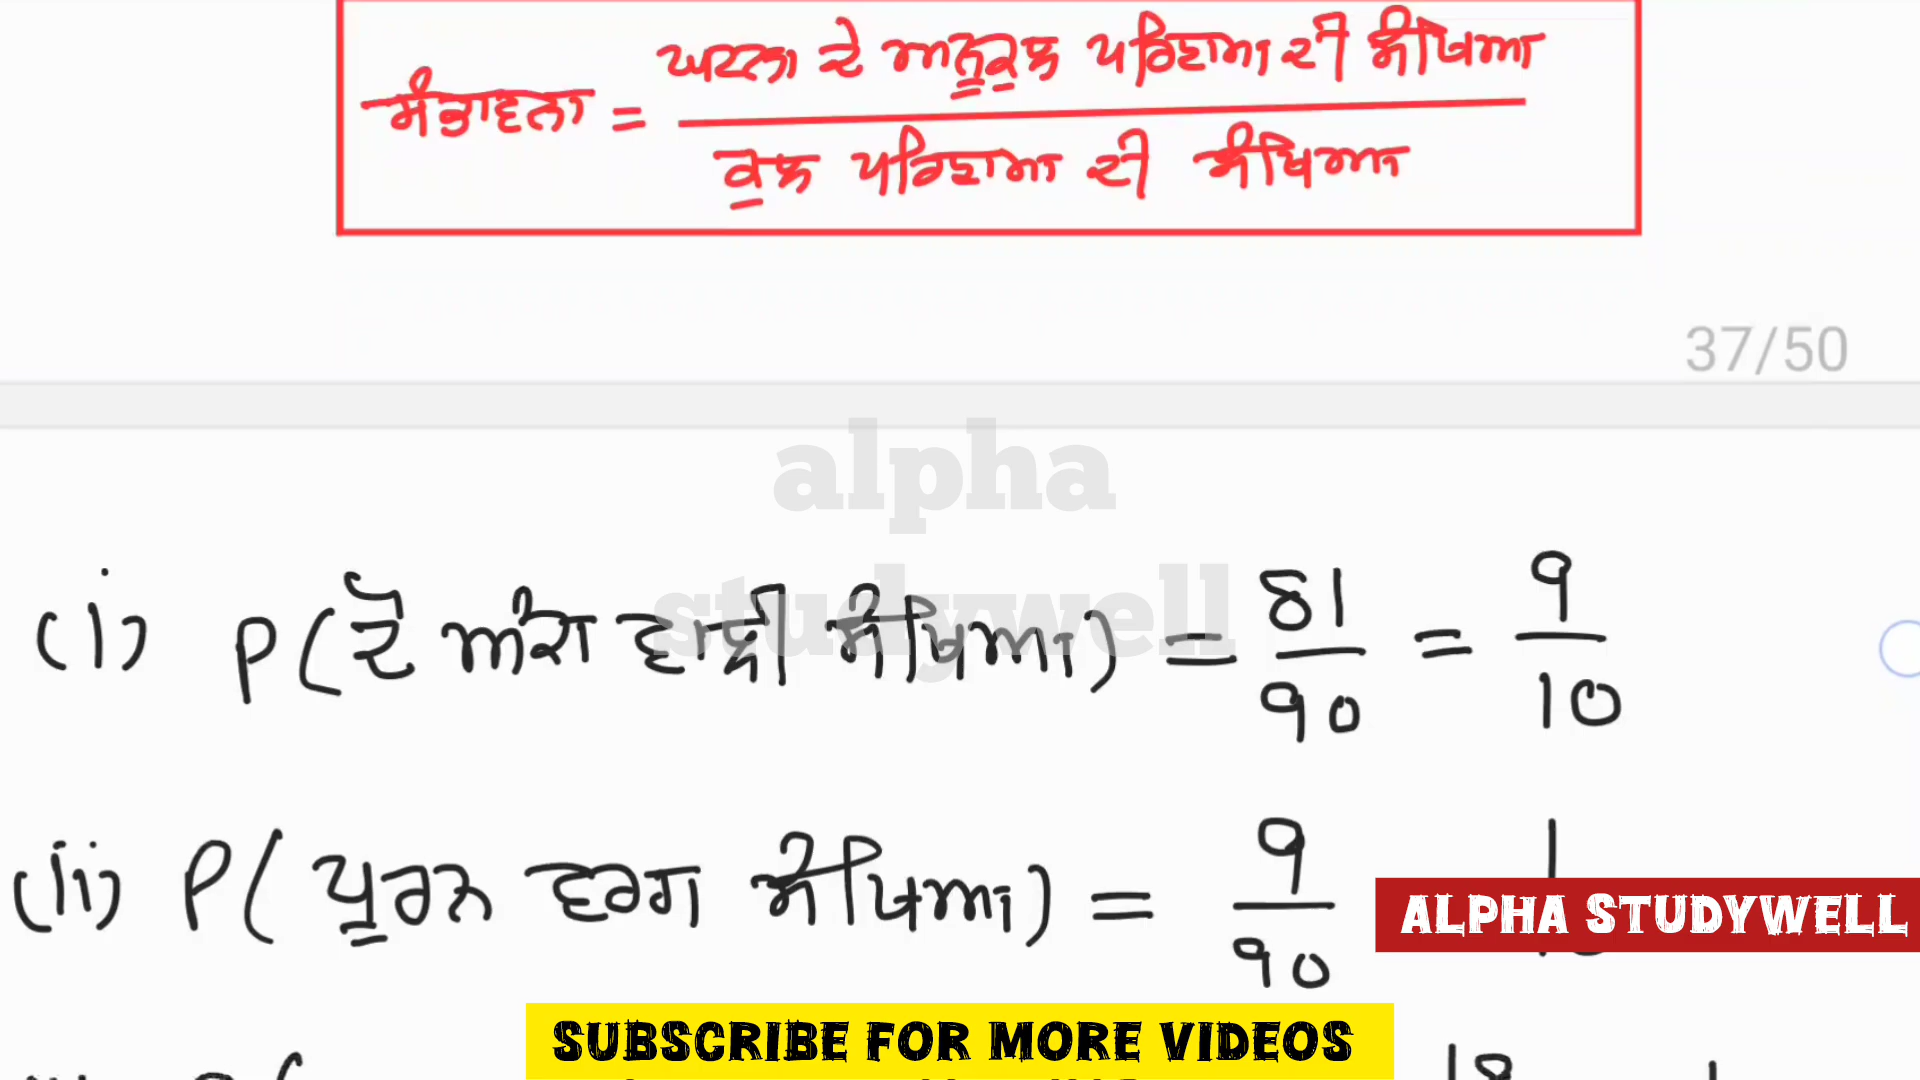 ਘਟਨਾ ਦੇ ਅਨੁਕੂਲ ਪਰਿਣਾਮ ਦੀ ਸੰਖਿਆ
ਸੰਭਾਵਨਾ =
ਕੁਲ ਪਰਿਣਾਮ ਦੀ ਸੰਖਿਆ
37/50
alpha
studywell
(i) P(ਦੋ ਅੰਕਾ ਵਾਲੀ ਸੰਖਿਆ) = 81/90 = 9/10
(ii) P(ਪੂਰਨ ਵਰਗ ਸੰਖਿਆ) = 9/90
ALPHA STUDYWELL
SUBSCRIBE FOR MORE VIDEOS
18